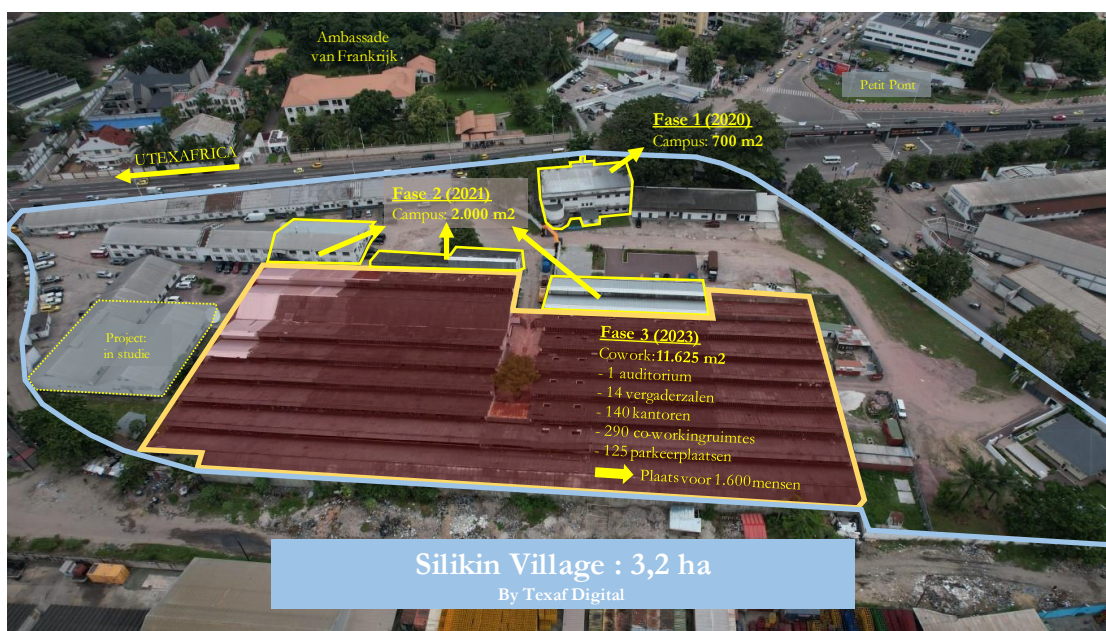 Ambassade
van Frankrijk
Petit Pont
Fase 1 (2020)
Campus: 700 m2
UTEXAFRICA
Fase 2 (2021)
Campus: 2.000 m2
Project:
in studie
Fase 3 (2023)
Cowork: 11.625 m2
- 1 auditorium
- 14 vergaderzalen
- 140 kantoren
- 290 co-workingruimtes
- 125 parkeerplaatsen
Plaats voor 1.600 mensen
Silikin Village : 3,2 ha
By Texaf Digital